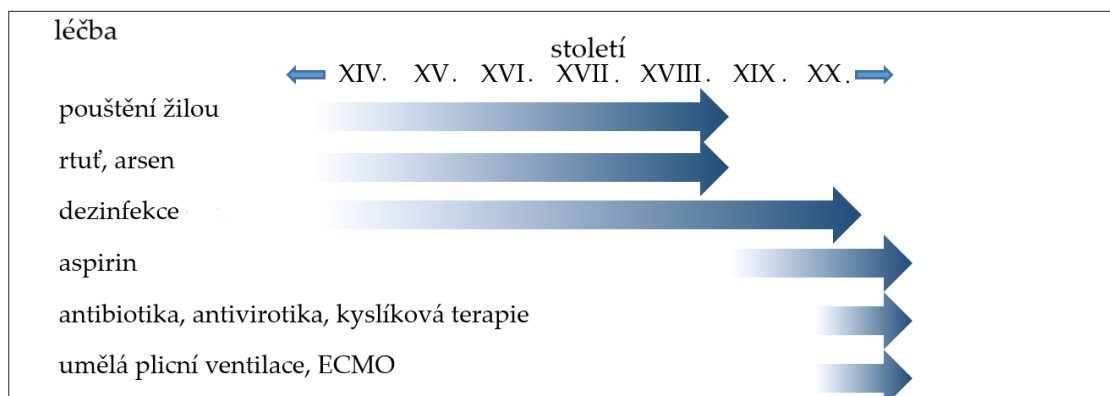 léčba
století
XIV. XV. XVI. XVII. XVIII. XIX. XX.
pouštění žilou
rtuť, arsen
dezinfekce
aspirin
antibiotika, antivirotika, kyslíková terapie
umělá plicní ventilace, ECMO